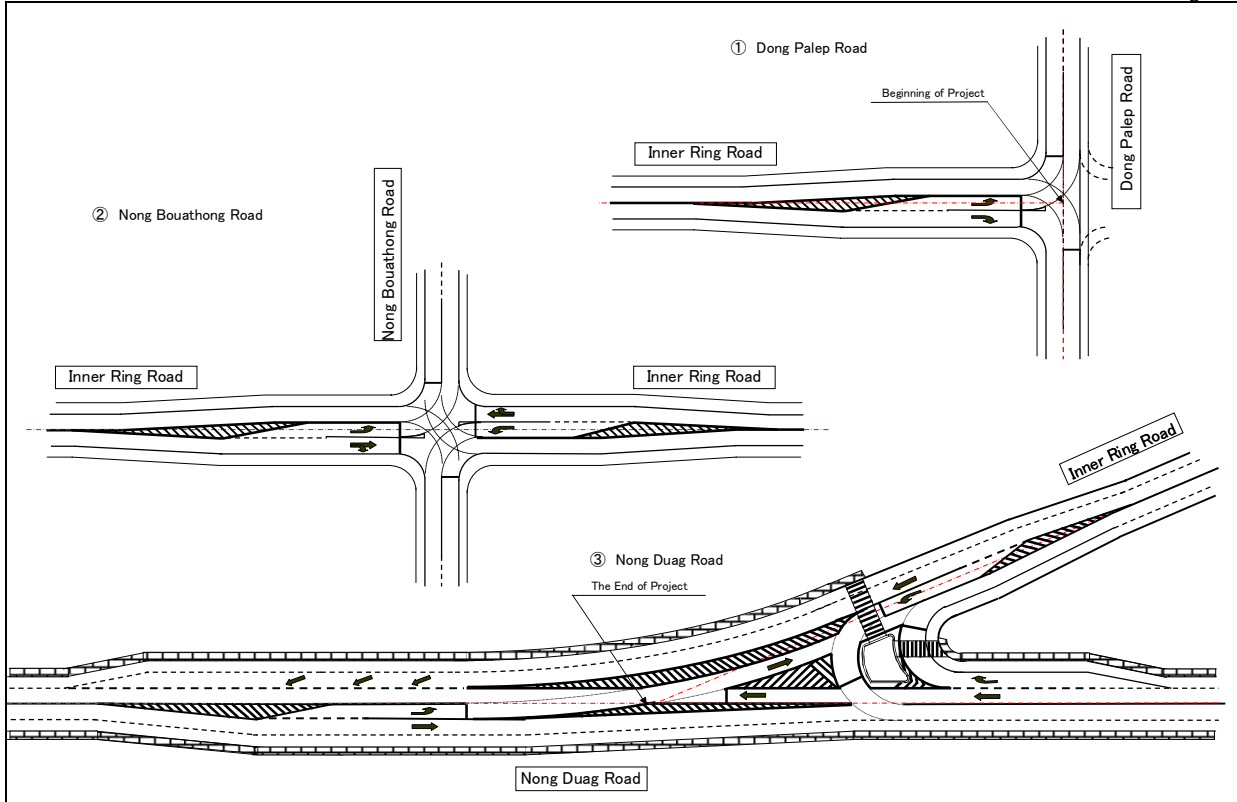 ① Dong Palep Road
Beginning of Project
Dong Palep Road
Inner Ring Road
② Nong Bouathong Road
Nong Bouathong Road
Inner Ring Road
Inner Ring Road
Inner Ring Road
③ Nong Duag Road
The End of Project
Nong Duag Road